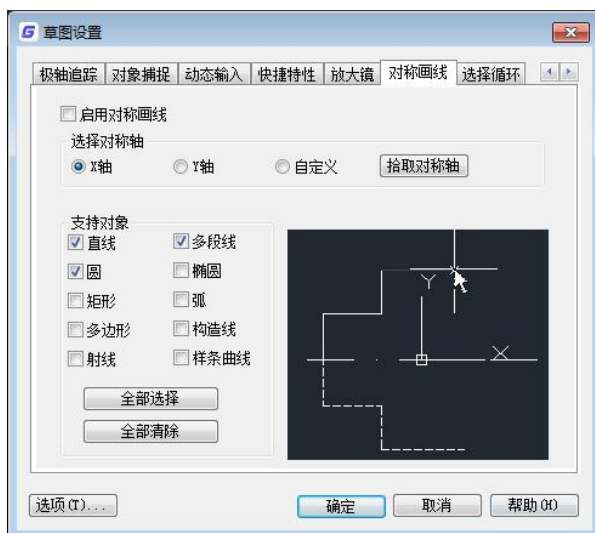 草图设置
极轴追踪 对象捕捉 动态输入 快捷特性 放大镜 对称画线 选择循环
启用对称画线
选择对称轴
X轴 Y轴 自定义 拾取对称轴
支持对象
直线 多段线
圆 椭圆
矩形 弧
多边形 构造线
射线 样条曲线
全部选择
全部清除
Y
X
选项(T)... 确定 取消 帮助(H)